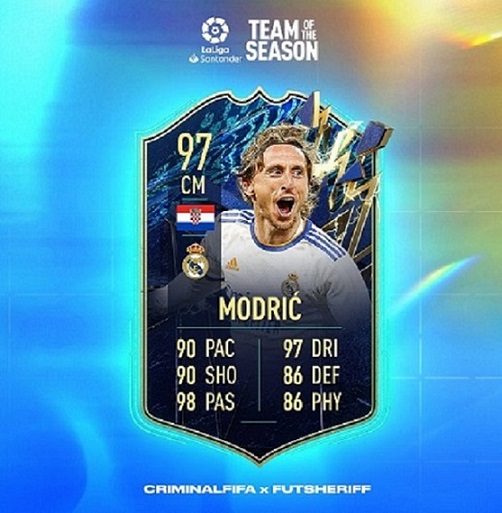 LaLiga
Santander
TEAM OF THE
SEASON
97
CM
MODRIĆ
90 PAC 97 DRI
90 SHO 86 DEF
98 PAS 86 PHY
CRIMINALFIFA x FUTSHERIFF